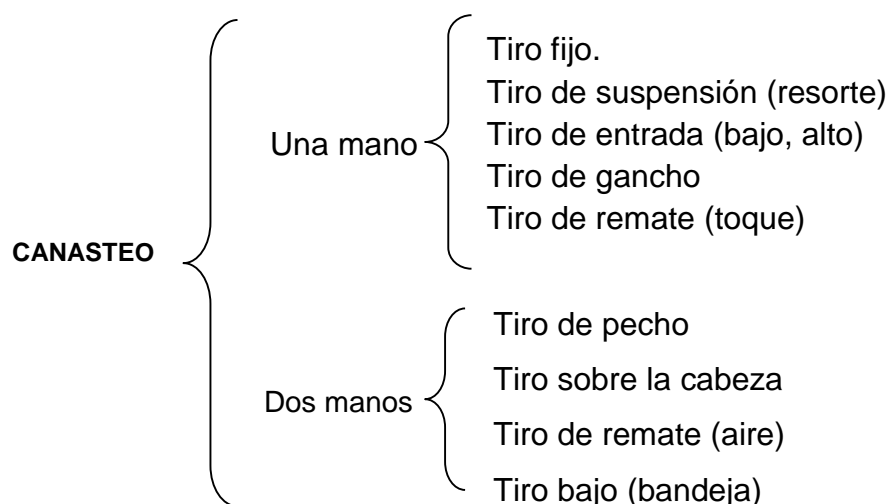 CANASTEO
Una mano
Tiro fijo.
Tiro de suspensión (resorte)
Tiro de entrada (bajo, alto)
Tiro de gancho
Tiro de remate (toque)
Dos manos
Tiro de pecho
Tiro sobre la cabeza
Tiro de remate (aire)
Tiro bajo (bandeja)